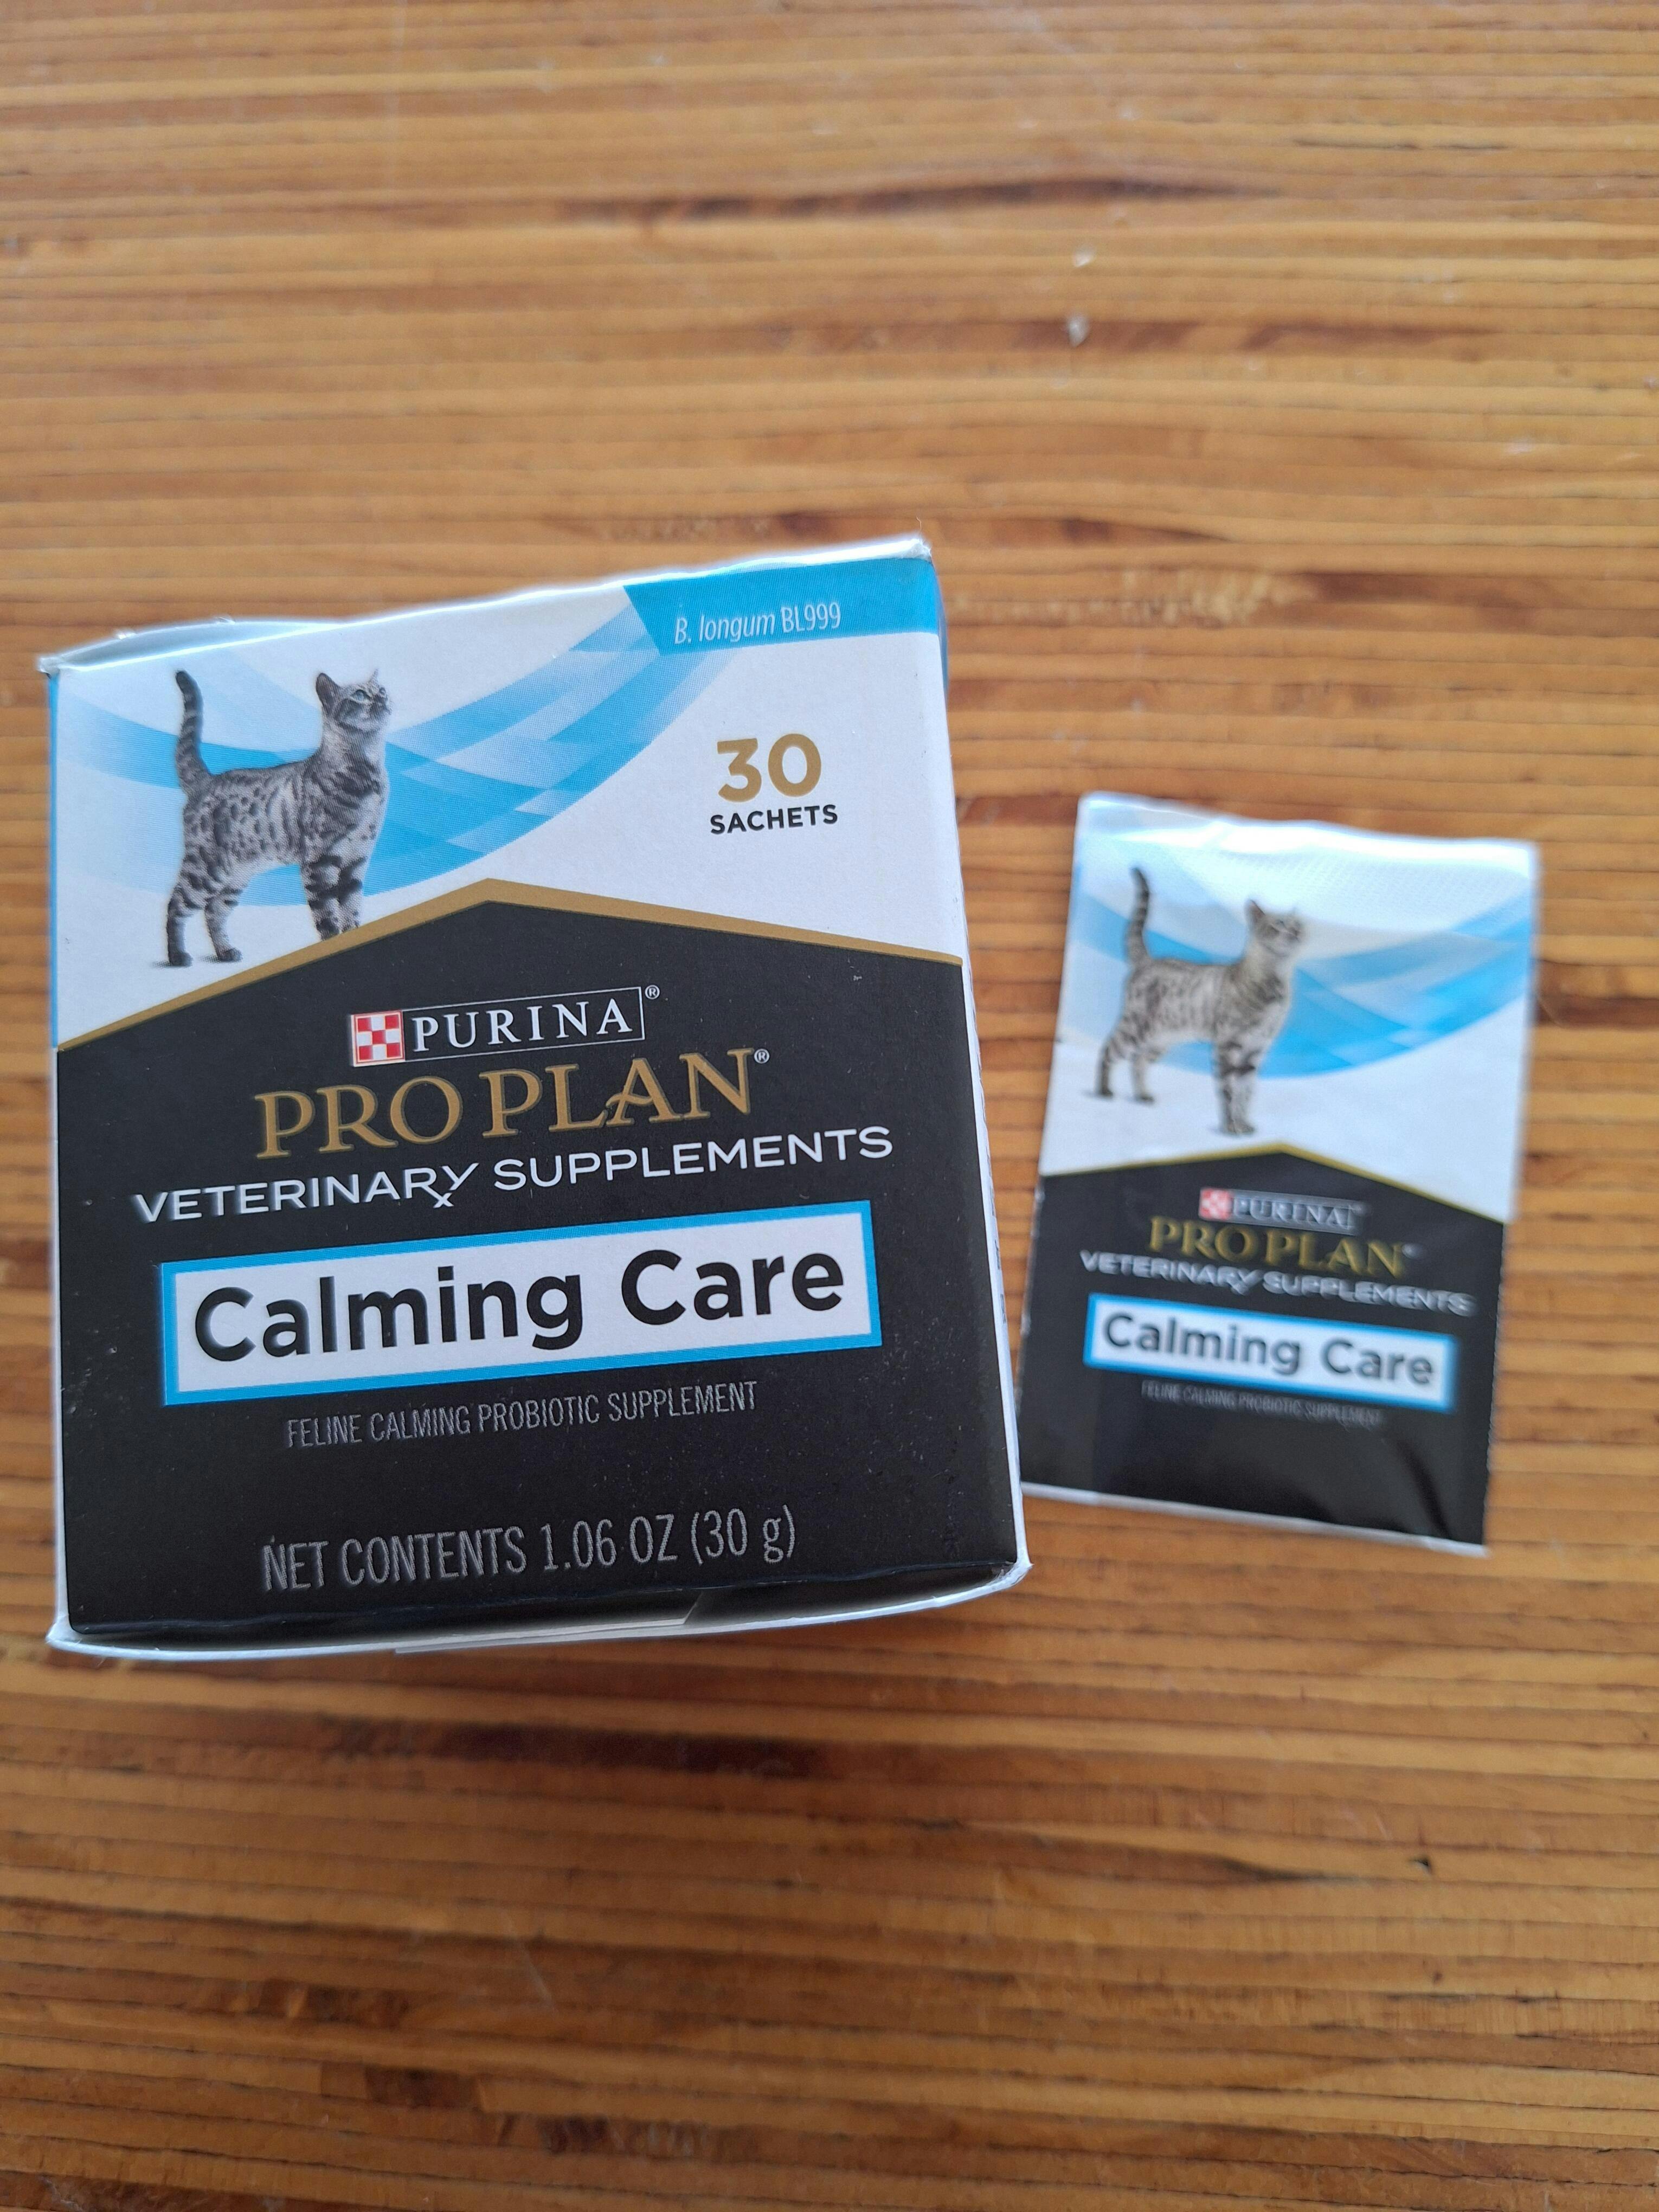 B. longum BL999
30
SACHETS
PURINA®
PRO PLAN®
VETERINARY SUPPLEMENTS
Calming Care
FELINE CALMING PROBIOTIC SUPPLEMENT
NET CONTENTS 1.06 OZ (30 g)
PURINA
PRO PLAN®
VETERINARY SUPPLEMENTS
Calming Care
FELINE CALMING PROBIOTIC SUPPLEMENT